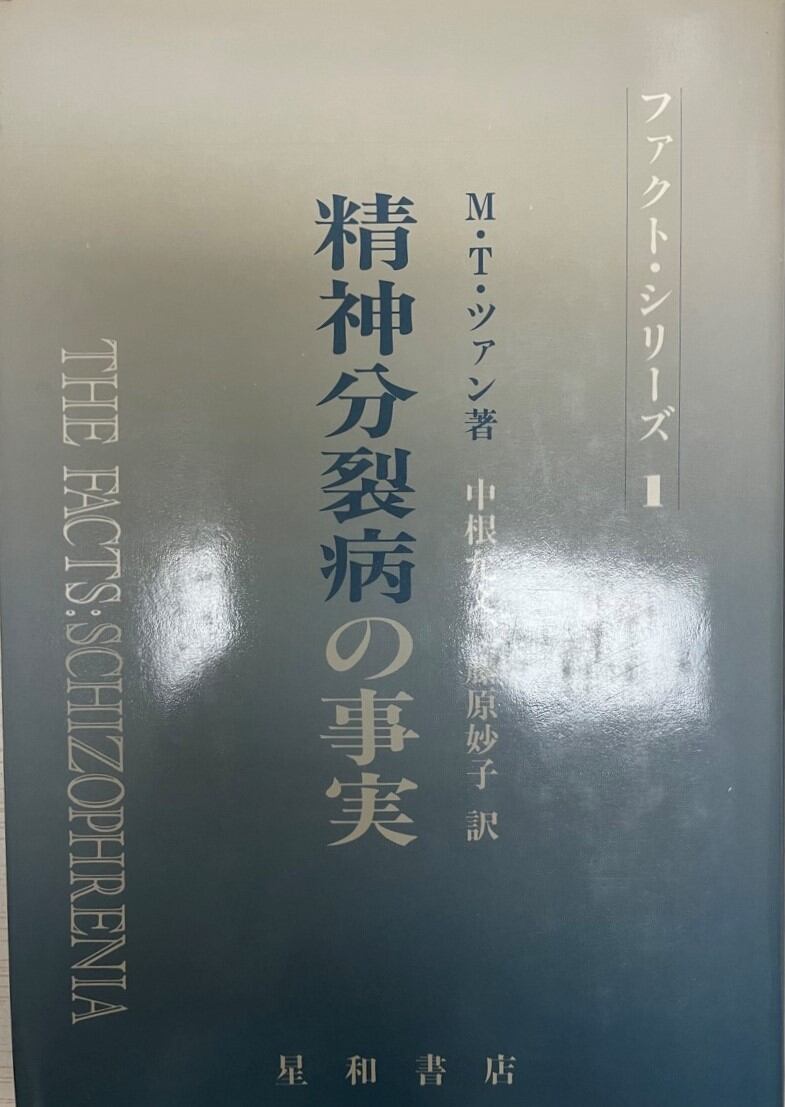 ファクト・シリーズ 1
M・T・ツァン著 中根 藤原妙子 訳
精神分裂病の事実
THE FACTS:SCHIZOPHRENIA
星和書店